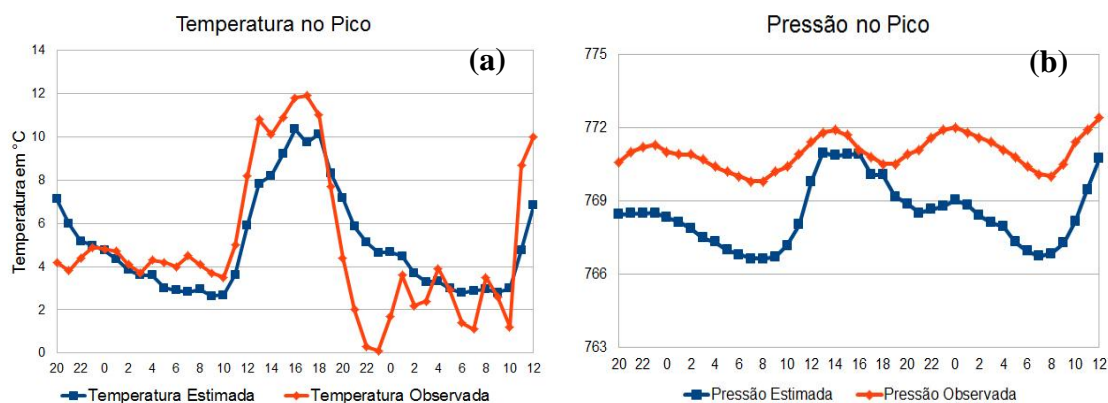 Temperatura no Pico
(a)
14
12
10
8
6
4
2
0
Temperatura em °C
20 22 0 2 4 6 8 10 12 14 16 18 20 22 0 2 4 6 8 10 12
Temperatura Estimada Temperatura Observada
Pressão no Pico
(b)
775
772
769
766
763
20 22 0 2 4 6 8 10 12 14 16 18 20 22 0 2 4 6 8 10 12
Pressão Estimada Pressão Observada